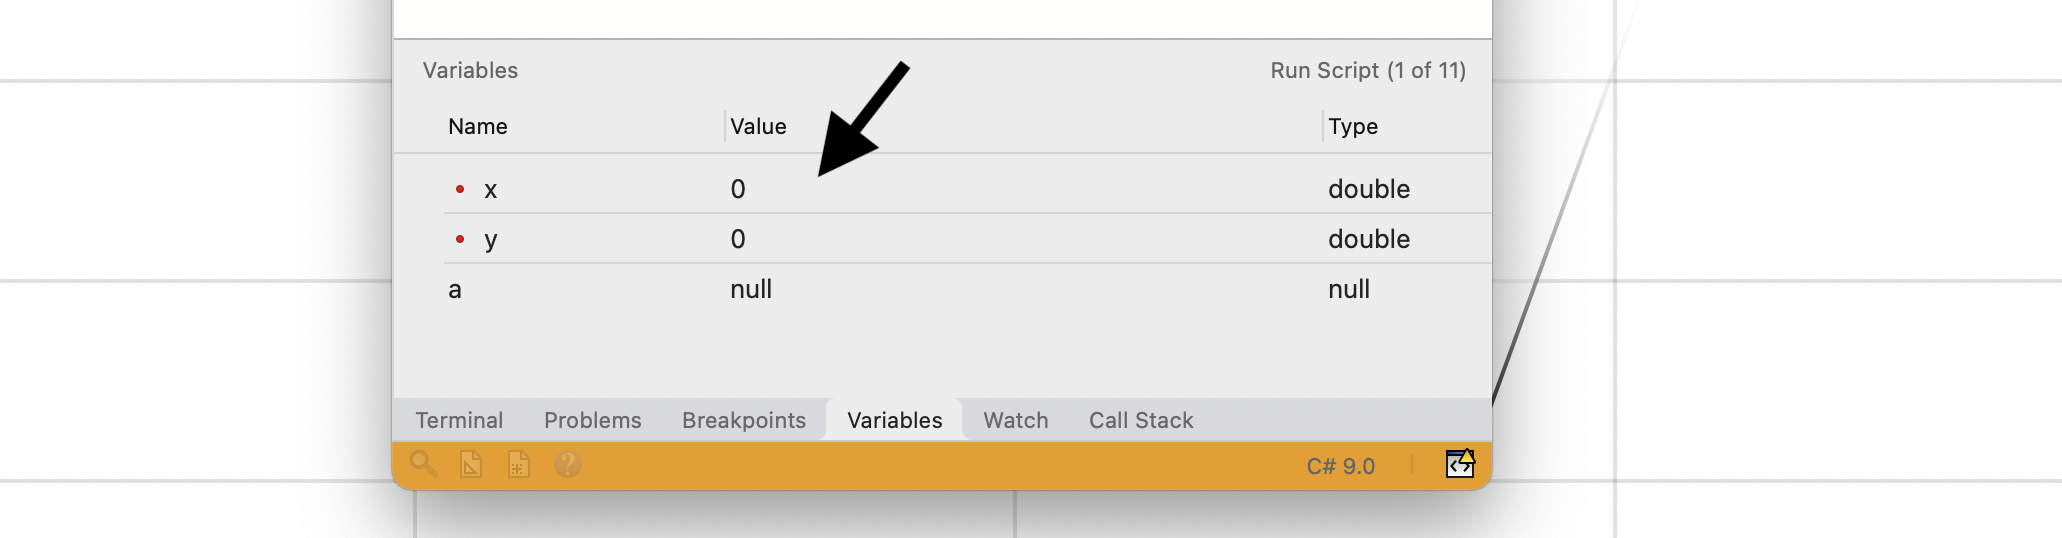 Variables Run Script (1 of 11)
Name Value Type
x 0 double
y 0 double
a null null
Terminal Problems Breakpoints Variables Watch Call Stack
C# 9.0